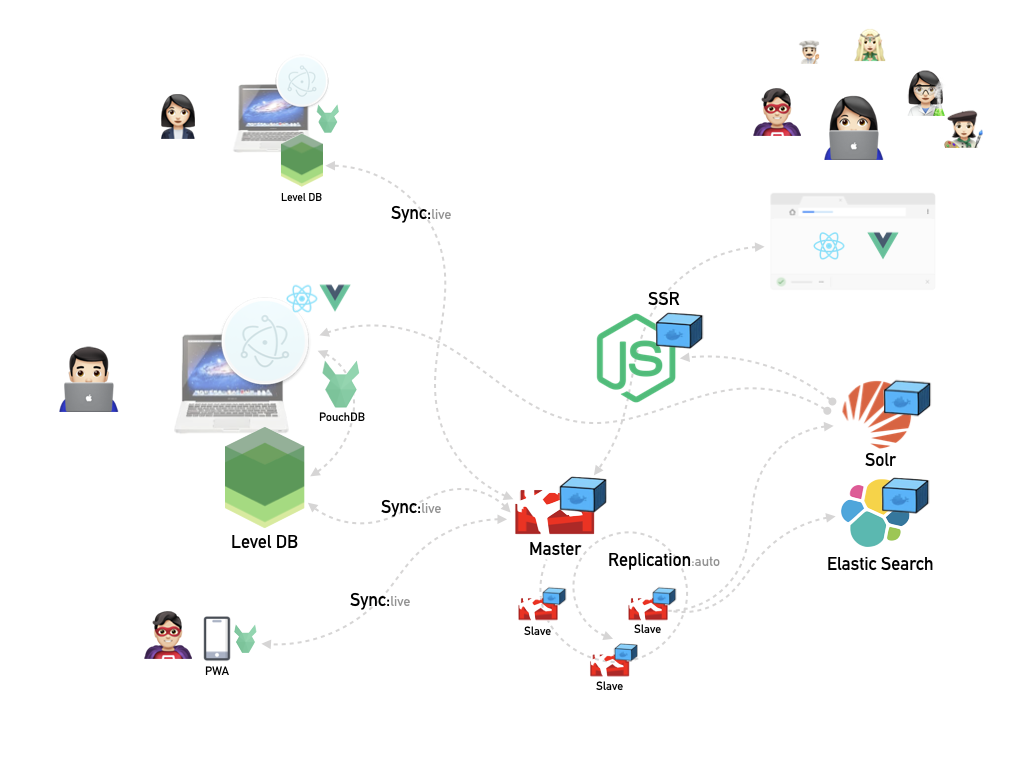 Level DB
Sync:live
SSR
JS
PouchDB
Solr
Level DB
Sync:live
Master
Replication:auto
Elastic Search
Sync:live
Slave
Slave
PWA
Slave